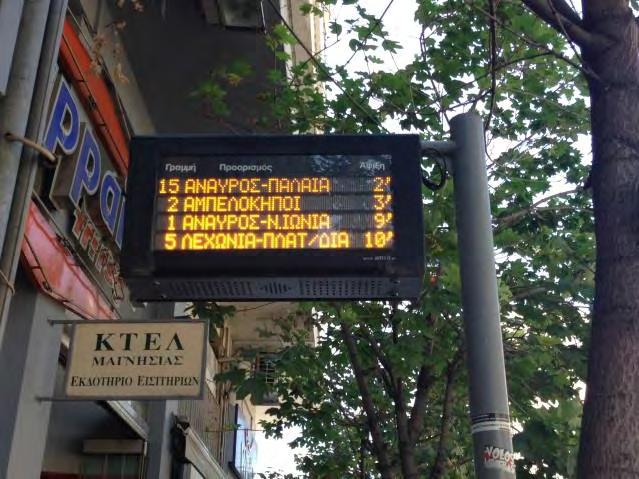 Γραμμή Προορισμός Άφιξη
15 ΑΝΑΥΡΟΣ-ΠΑΛΑΙΑ 2'
2 ΑΜΠΕΛΟΚΗΠΟΙ 3'
1 ΑΝΑΥΡΟΣ-Ν.ΙΩΝΙΑ 9'
5 ΛΕΧΩΝΙΑ-ΠΛΑΤ/ΔΙΑ 10'
ΚΤΕΛ
ΜΑΓΝΗΣΙΑΣ
ΕΚΔΟΤΗΡΙΟ ΕΙΣΙΤΗΡΙΩΝ
VOLOS